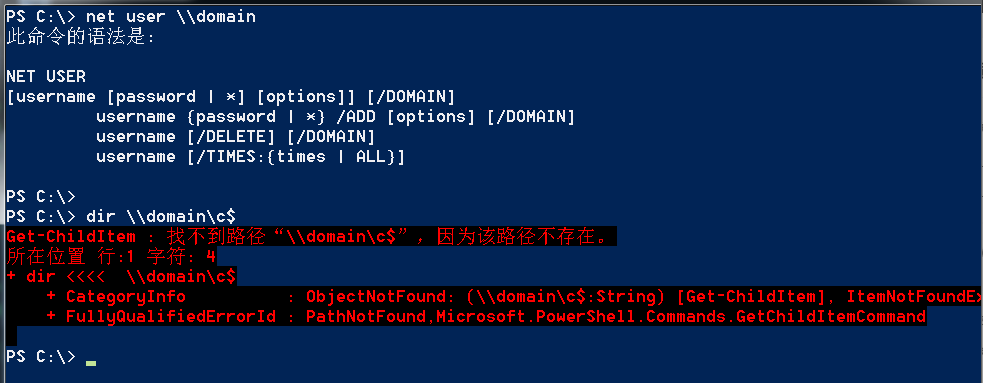 PS C:\> net user \\domain
此命令的语法是:
NET USER
[username [password | *] [options]] [/DOMAIN]
         username {password | *} /ADD [options] [/DOMAIN]
         username [/DELETE] [/DOMAIN]
         username [/TIMES:{times | ALL}]
PS C:\>
PS C:\> dir \\domain\c$
Get-ChildItem : 找不到路径“\\domain\c$”，因为该路径不存在。
所在位置 行:1 字符: 4
+ dir <<<<  \\domain\c$
    + CategoryInfo          : ObjectNotFound: (\\domain\c$:String) [Get-ChildItem], ItemNotFoundEx
    + FullyQualifiedErrorId : PathNotFound,Microsoft.PowerShell.Commands.GetChildItemCommand
PS C:\>